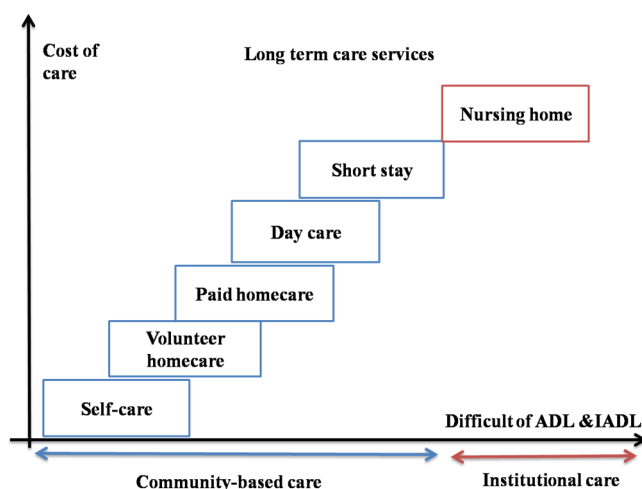 Cost of
care
Long term care services
Nursing home
Short stay
Day care
Paid homecare
Volunteer
homecare
Self-care
Difficult of ADL &IADL
Community-based care
Institutional care